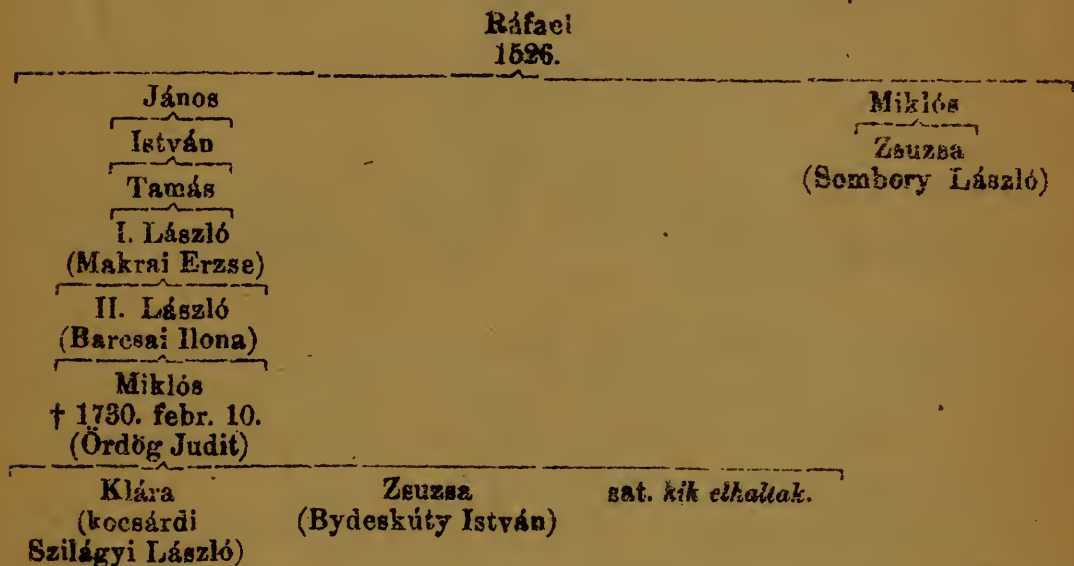 Ráfael
1526.
János Miklós
István Zsuzsa
Tamás (Sombory László)
I. László
(Makrai Erzse)
II. László
(Barcsai Ilona)
Miklós
† 1730. febr. 10.
(Ördög Judit)
Klára Zsuzsa sat. kik elhaltak.
(kocsárdi (Bydeskúty István)
Szilágyi László)